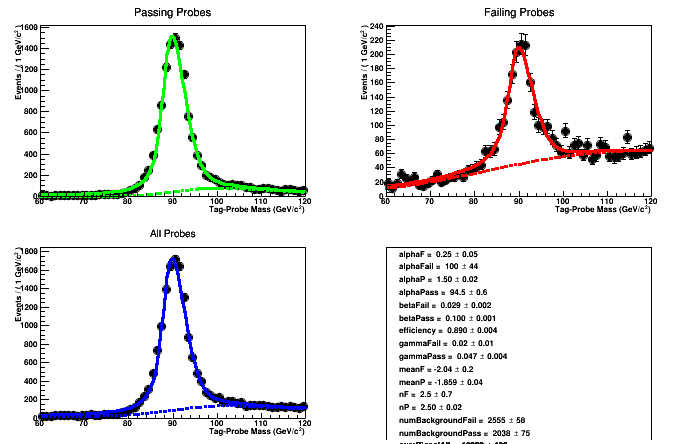 Passing Probes
Events / ( 1 GeV/c² )
1600
1400
1200
1000
800
600
400
200
0
60 70 80 90 100 110 120
Tag-Probe Mass (GeV/c²)
Failing Probes
Events / ( 1 GeV/c² )
240
220
200
180
160
140
120
100
80
60
40
20
0
60 70 80 90 100 110 120
Tag-Probe Mass (GeV/c²)
All Probes
Events / ( 1 GeV/c² )
1800
1600
1400
1200
1000
800
600
400
200
0
60 70 80 90 100 110 120
Tag-Probe Mass (GeV/c²)
alphaF = 0.25 ± 0.05
alphaFail = 100 ± 44
alphaP = 1.50 ± 0.02
alphaPass = 94.5 ± 0.6
betaFail = 0.029 ± 0.002
betaPass = 0.100 ± 0.001
efficiency = 0.890 ± 0.004
gammaFail = 0.02 ± 0.01
gammaPass = 0.047 ± 0.004
meanF = -2.04 ± 0.2
meanP = -1.859 ± 0.04
nF = 2.5 ± 0.7
nP = 2.50 ± 0.02
numBackgroundFail = 2555 ± 58
numBackgroundPass = 2038 ± 75